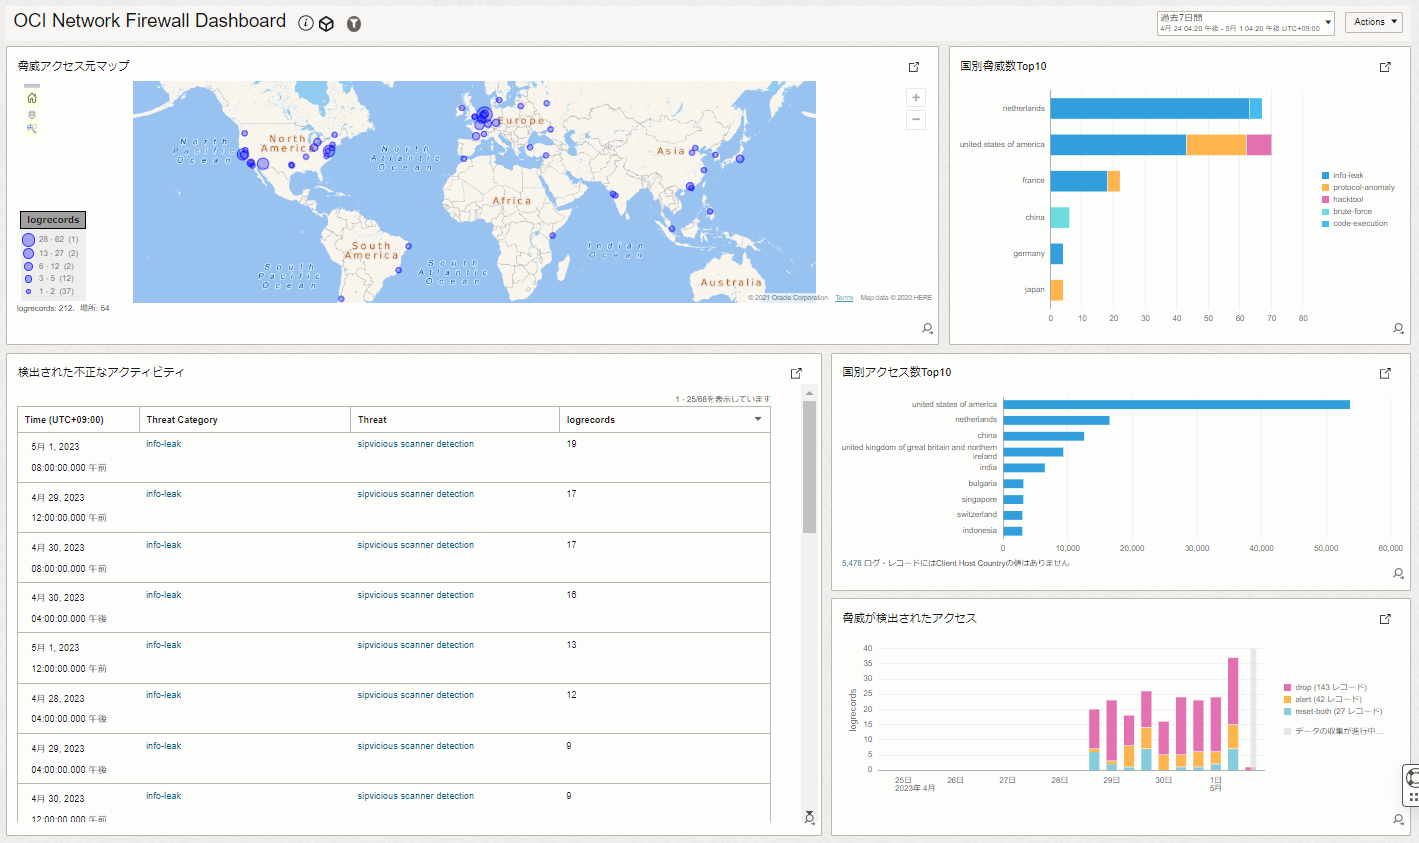 OCI Network Firewall Dashboard
過去7日間
4月 24 04:20 午後 - 5月 1 04:20 午後 UTC+09:00
Actions
脅威アクセス元マップ
North Pacific Ocean
North America
North Atlantic Ocean
Europe
Asia
Africa
South America
South Pacific Ocean
South Atlantic Ocean
Indian Ocean
Australia
logrecords
28 - 62 (1)
13 - 27 (2)
6 - 12 (2)
3 - 5 (12)
1 - 2 (37)
© 2021 Oracle Corporation Terms Map data © 2020 HERE
logrecords: 212, 場所: 54
国別脅威数Top10
netherlands
united states of america
france
china
germany
japan
0 10 20 30 40 50 60 70 80
info-leak
protocol-anomaly
hacktool
brute-force
code-execution
検出された不正なアクティビティ
1 - 25/68を表示しています
Time (UTC+09:00) Threat Category Threat logrecords
5月 1, 2023 info-leak sipvicious scanner detection 19
08:00:00.000 午前
4月 29, 2023 info-leak sipvicious scanner detection 17
12:00:00.000 午前
4月 30, 2023 info-leak sipvicious scanner detection 17
08:00:00.000 午前
4月 30, 2023 info-leak sipvicious scanner detection 16
04:00:00.000 午後
5月 1, 2023 info-leak sipvicious scanner detection 13
12:00:00.000 午前
4月 28, 2023 info-leak sipvicious scanner detection 12
04:00:00.000 午後
4月 29, 2023 info-leak sipvicious scanner detection 9
04:00:00.000 午後
4月 30, 2023 info-leak sipvicious scanner detection 9
12:00:00.000 午前
国別アクセス数Top10
united states of america
netherlands
china
united kingdom of great britain and northern
ireland
india
bulgaria
singapore
switzerland
indonesia
0 10,000 20,000 30,000 40,000 50,000 60,000
5,478 ログ・レコードにはClient Host Countryの値はありません
脅威が検出されたアクセス
logrecords
40
35
30
25
20
15
10
5
0
25日 26日 27日 28日 29日 30日 1日
2023年 4月 5月
drop (143 レコード)
alert (42 レコード)
reset-both (27 レコード)
データの収集が進行中...